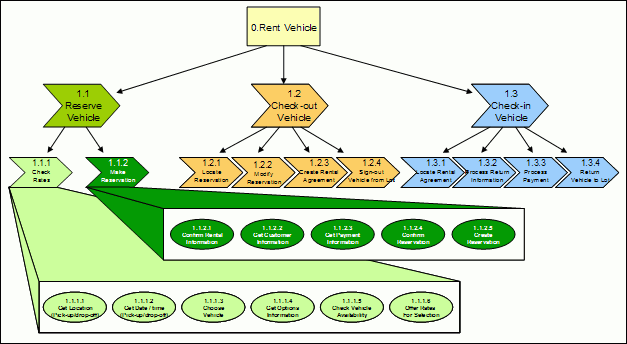 0.Rent Vehicle
1.1
Reserve
Vehicle
1.2
Check-out
Vehicle
1.3
Check-in
Vehicle
1.1.1
Check
Rates
1.1.2
Make
Reservation
1.2.1
Locate
Reservation
1.2.2
Modify
Reservation
1.2.3
Create Rental
Agreement
1.2.4
Sign-out
Vehicle from Lot
1.3.1
Locate Rental
Agreement
1.3.2
Process Return
Information
1.3.3
Process
Payment
1.3.4
Return
Vehicle to Lot
1.1.2.1
Confirm Rental
Information
1.1.2.2
Get Customer
Information
1.1.2.3
Get Payment
Information
1.1.2.4
Confirm
Reservation
1.1.2.5
Create
Reservation
1.1.1.1
Get Location
(Pick-up/drop-off)
1.1.1.2
Get Date / time
(Pick-up/drop-off)
1.1.1.3
Choose
Vehicle
1.1.1.4
Get Options
Information
1.1.1.5
Check Vehicle
Availability
1.1.1.6
Offer Rates
For Selection